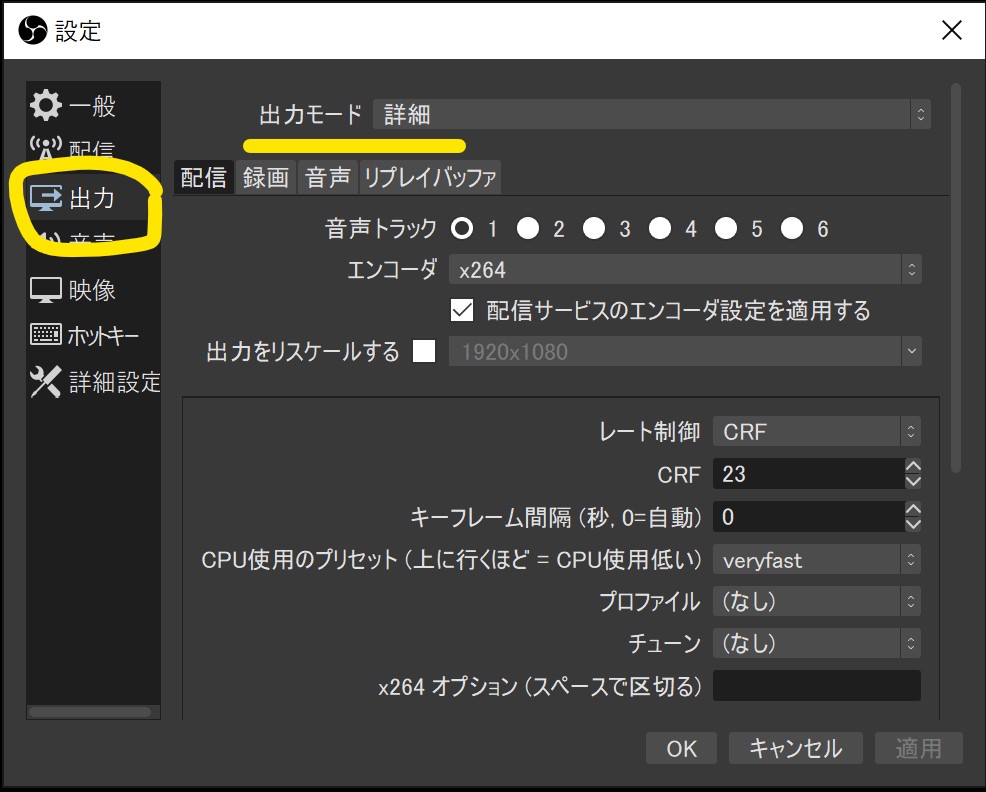 設定
一般
配信
出力
音声
映像
ホットキー
詳細設定
出力モード 詳細
配信 録画 音声 リプレイバッファ
音声トラック 1 2 3 4 5 6
エンコーダ x264
配信サービスのエンコーダ設定を適用する
出力をリスケールする 1920x1080
レート制御 CRF
CRF 23
キーフレーム間隔 (秒, 0=自動) 0
CPU使用のプリセット (上に行くほど = CPU使用低い) veryfast
プロファイル (なし)
チューン (なし)
x264 オプション (スペースで区切る)
OK キャンセル 適用